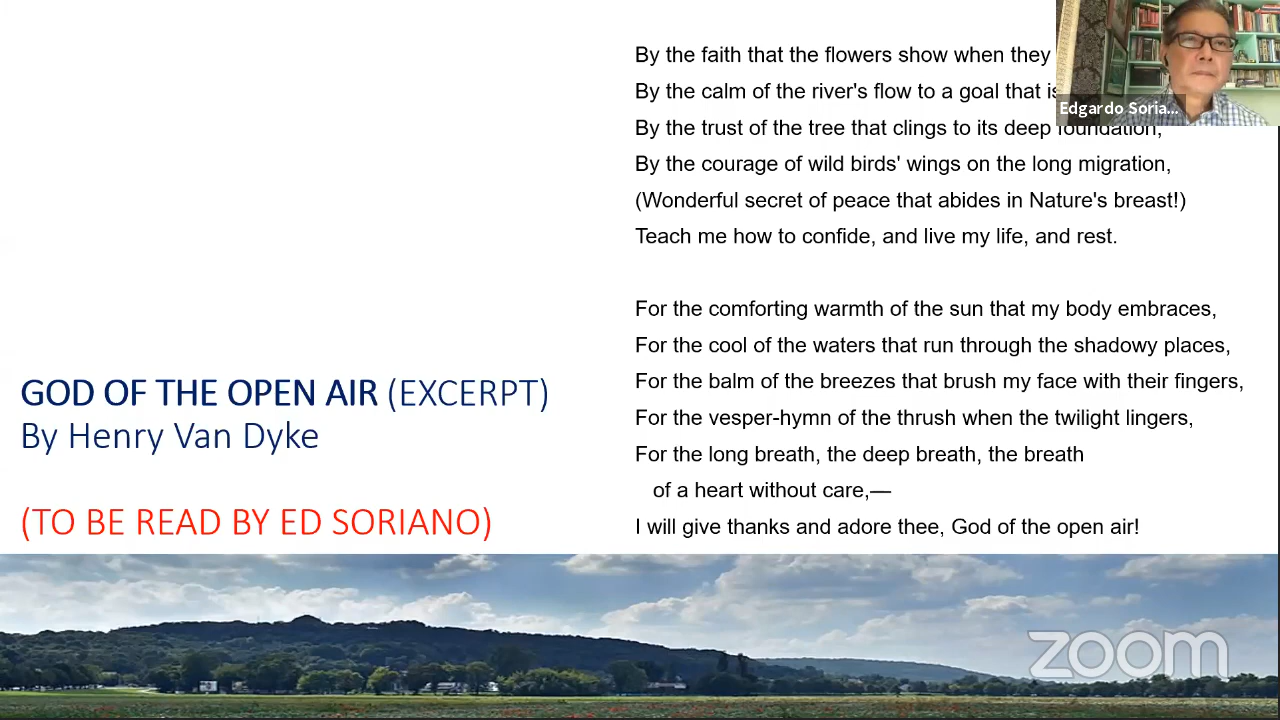 By the faith that the flowers show when they
By the calm of the river's flow to a goal that is
By the trust of the tree that clings to its deep foundation,
By the courage of wild birds' wings on the long migration,
(Wonderful secret of peace that abides in Nature's breast!)
Teach me how to confide, and live my life, and rest.
For the comforting warmth of the sun that my body embraces,
For the cool of the waters that run through the shadowy places,
For the balm of the breezes that brush my face with their fingers,
For the vesper-hymn of the thrush when the twilight lingers,
For the long breath, the deep breath, the breath
of a heart without care,—
I will give thanks and adore thee, God of the open air!
GOD OF THE OPEN AIR (EXCERPT)
By Henry Van Dyke
(TO BE READ BY ED SORIANO)
Edgardo Soria...
zoom